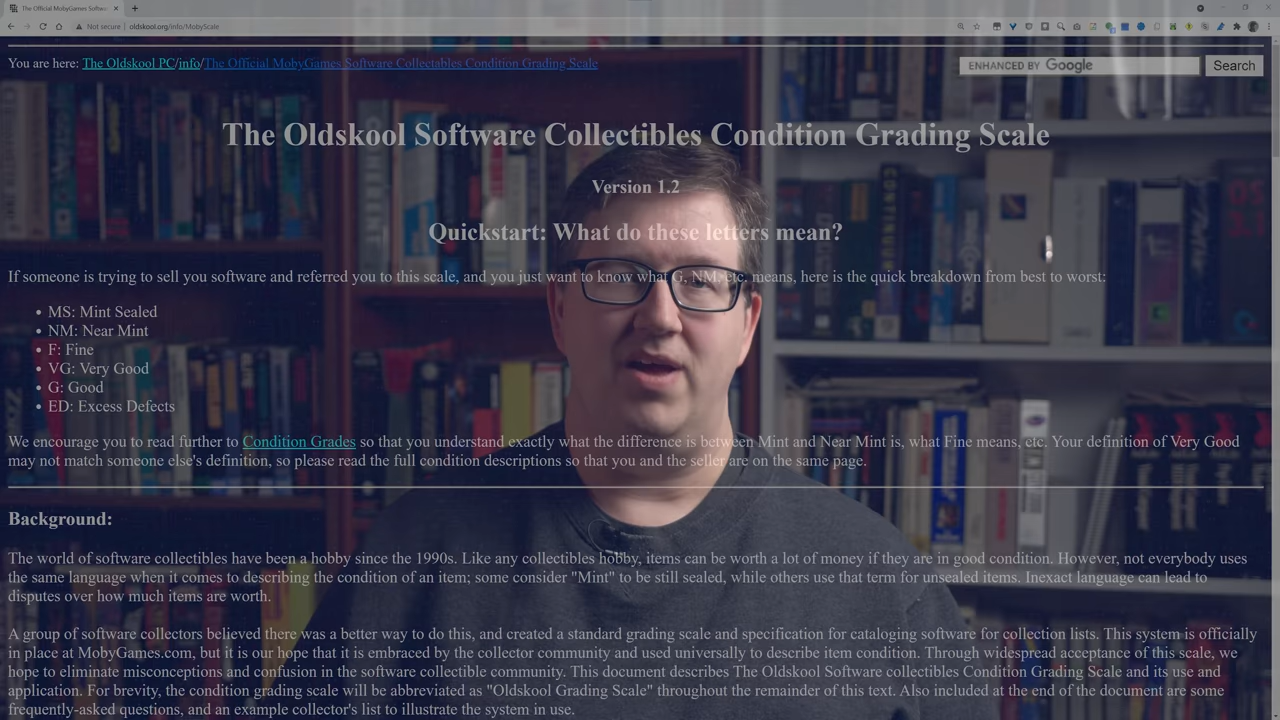 The Official MobyGames Softwar
Not secure
oldskool.org/info/MobyScale
You are here: The Oldskool PC/info/The Official MobyGames Software Collectables Condition Grading Scale
ENHANCED BY Google
Search
The Oldskool Software Collectibles Condition Grading Scale
Version 1.2
Quickstart: What do these letters mean?
If someone is trying to sell you software and referred you to this scale, and you just want to know what G, NM, etc. means, here is the quick breakdown from best to worst:
• MS: Mint Sealed
• NM: Near Mint
• F: Fine
• VG: Very Good
• G: Good
• ED: Excess Defects
We encourage you to read further to Condition Grades so that you understand exactly what the difference is between Mint and Near Mint is, what Fine means, etc. Your definition of Very Good
may not match someone else's definition, so please read the full condition descriptions so that you and the seller are on the same page.
Background:
The world of software collectibles have been a hobby since the 1990s. Like any collectibles hobby, items can be worth a lot of money if they are in good condition. However, not everybody uses
the same language when it comes to describing the condition of an item; some consider "Mint" to be still sealed, while others use that term for unsealed items. Inexact language can lead to
disputes over how much items are worth.
A group of software collectors believed there was a better way to do this, and created a standard grading scale and specification for cataloging software for collection lists. This system is officially
in place at MobyGames.com, but it is our hope that it is embraced by the collector community and used universally to describe item condition. Through widespread acceptance of this scale, we
hope to eliminate misconceptions and confusion in the software collectible community. This document describes The Oldskool Software collectibles Condition Grading Scale and its use and
application. For brevity, the condition grading scale will be abbreviated as "Oldskool Grading Scale" throughout the remainder of this text. Also included at the end of the document are some
frequently-asked questions, and an example collector's list to illustrate the system in use.